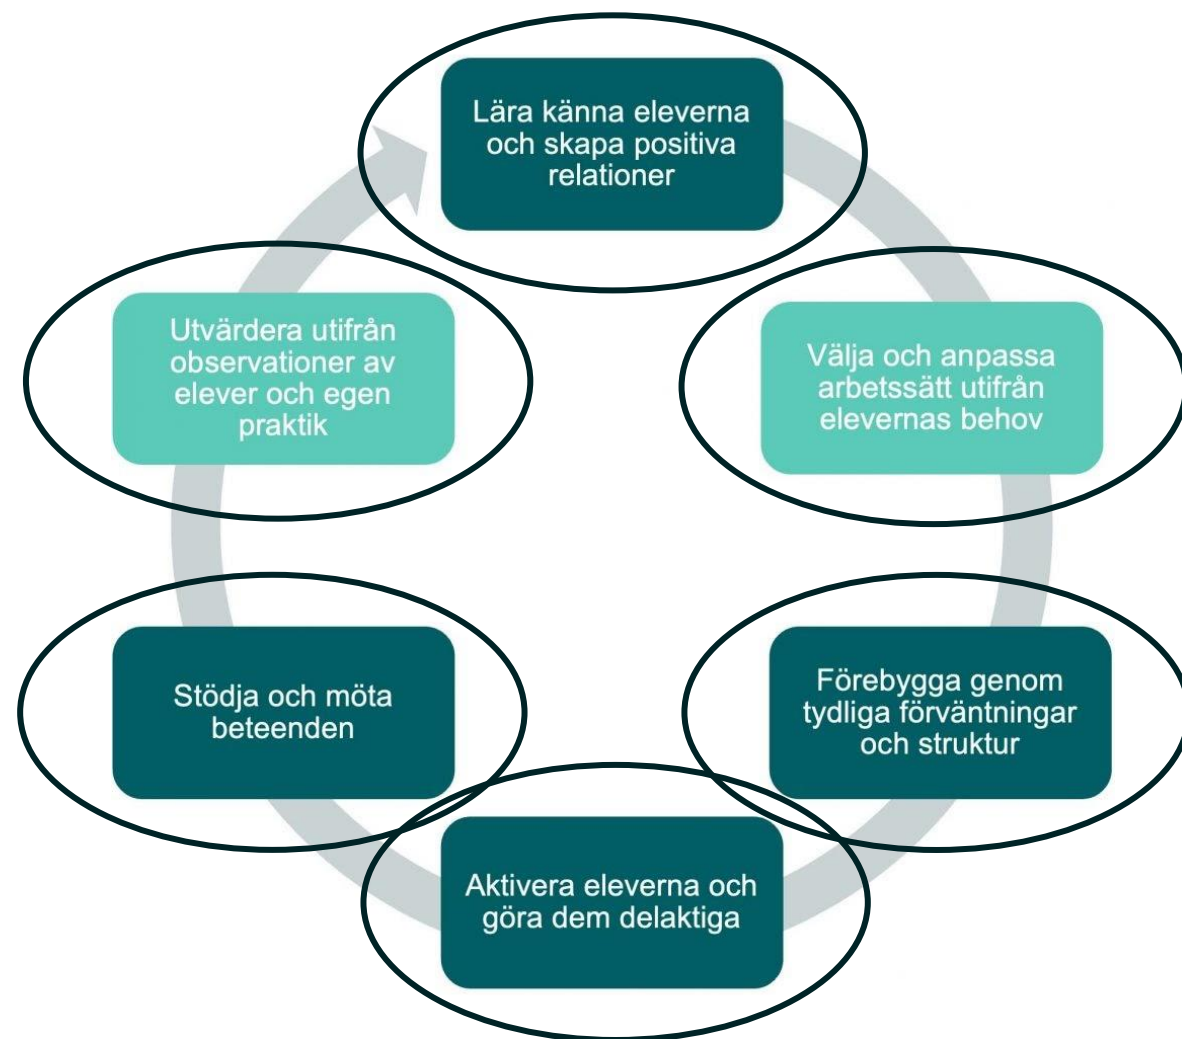 Lära känna eleverna
och skapa positiva
relationer
Välja och anpassa
arbetssätt utifrån
elevernas behov
Förebygga genom
tydliga förväntningar
och struktur
Aktivera eleverna och
göra dem delaktiga
Stödja och möta
beteenden
Utvärdera utifrån
observationer av
elever och egen
praktik